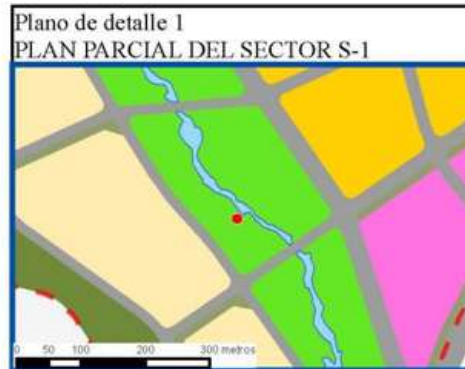 Plano de detalle 1
PLAN PARCIAL DEL SECTOR S-1
0 50 100 200 300 metros